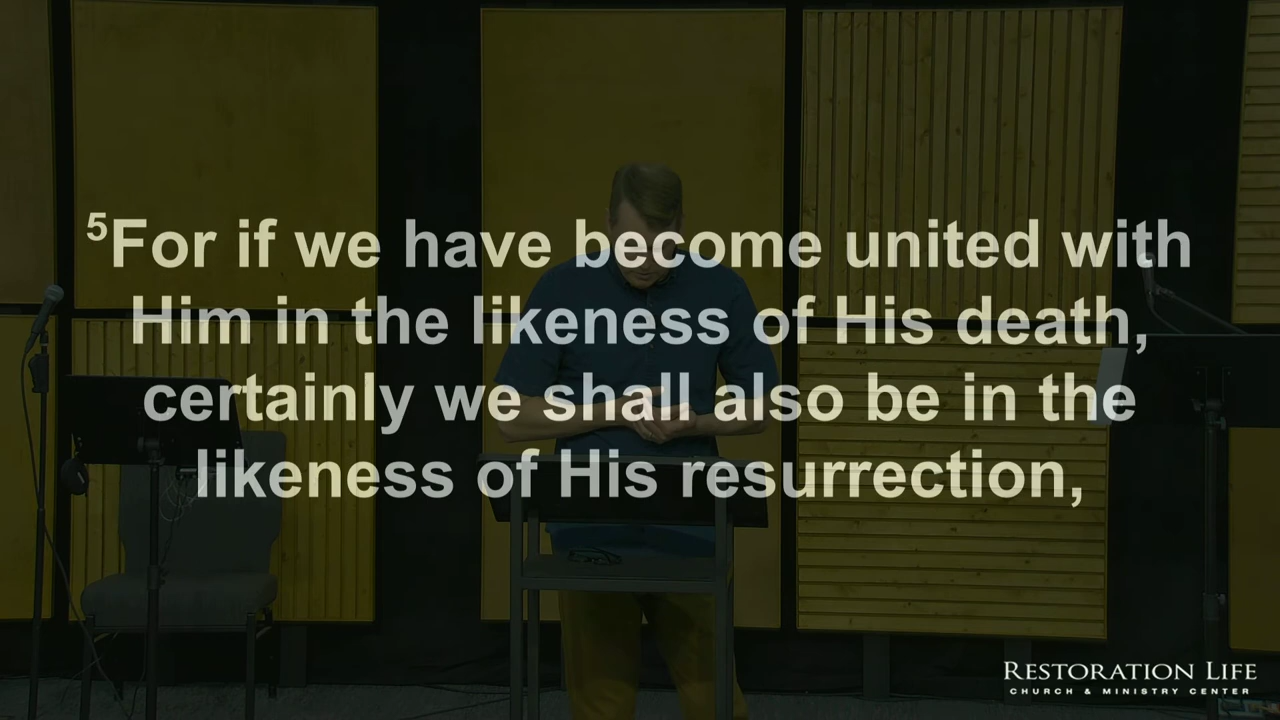 ⁵For if we have become united with
Him in the likeness of His death,
certainly we shall also be in the
likeness of His resurrection,
RESTORATION LIFE
CHURCH & MINISTRY CENTER